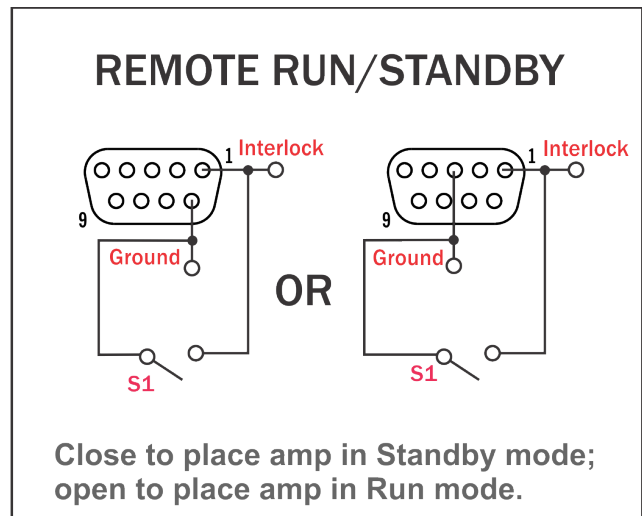 REMOTE RUN/STANDBY
1 Interlock
9
Ground
S1
OR
1 Interlock
9
Ground
S1
Close to place amp in Standby mode;
open to place amp in Run mode.